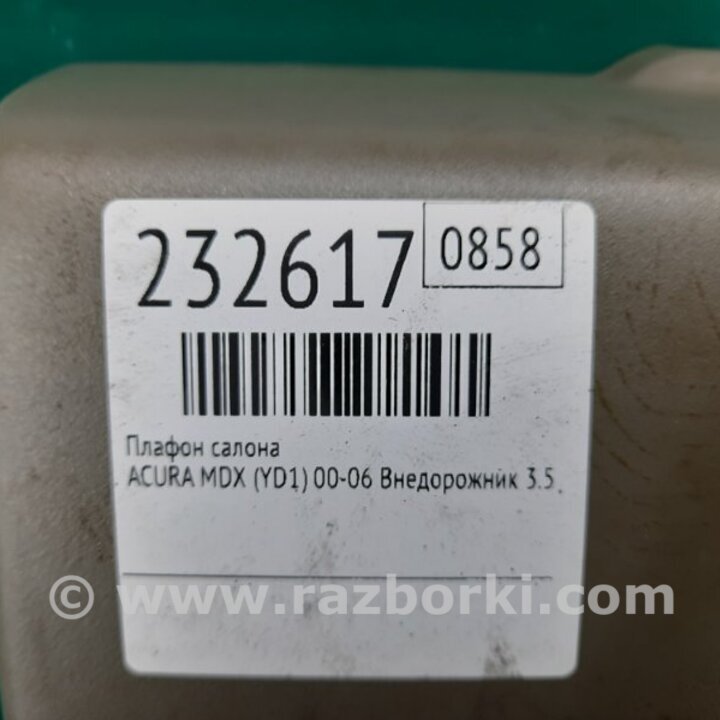 232617 0858
Плафон салона
ACURA MDX (YD1) 00-06 Внедорожник 3.5
© www.razborki.com